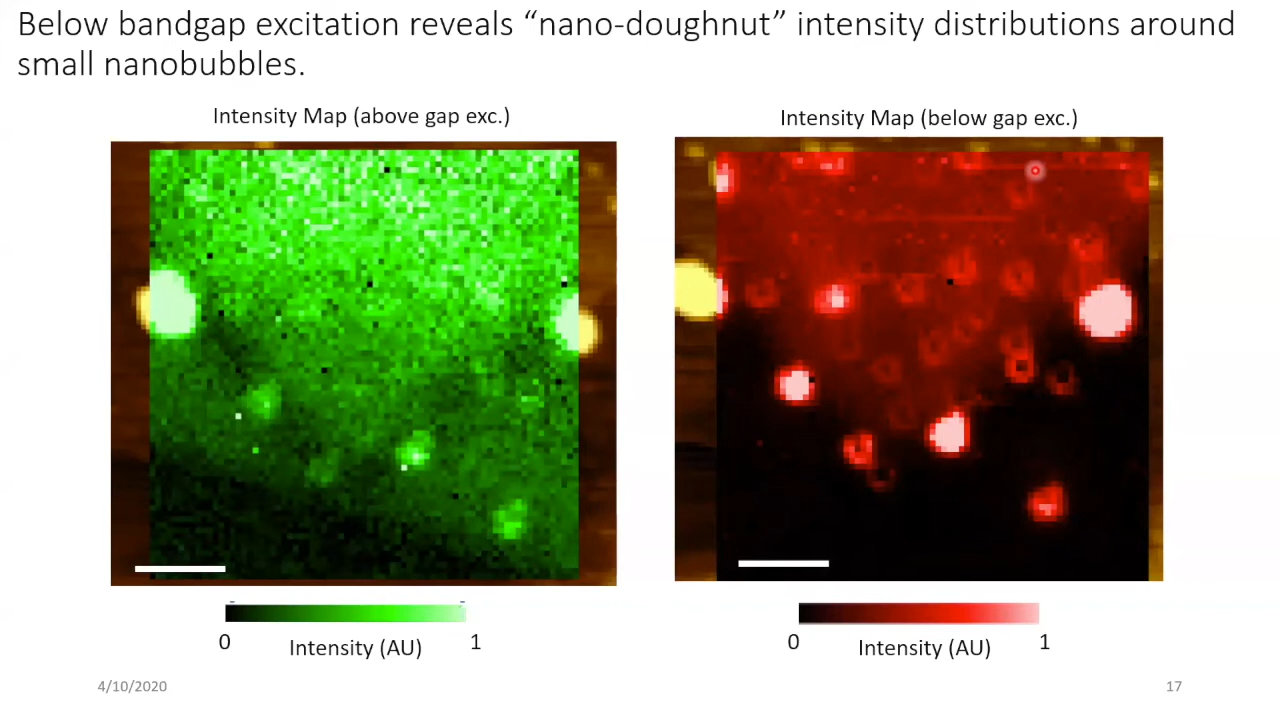 Below bandgap excitation reveals “nano-doughnut” intensity distributions around
small nanobubbles.
Intensity Map (above gap exc.)
Intensity Map (below gap exc.)
0
Intensity (AU)
1
0
Intensity (AU)
1
4/10/2020
17